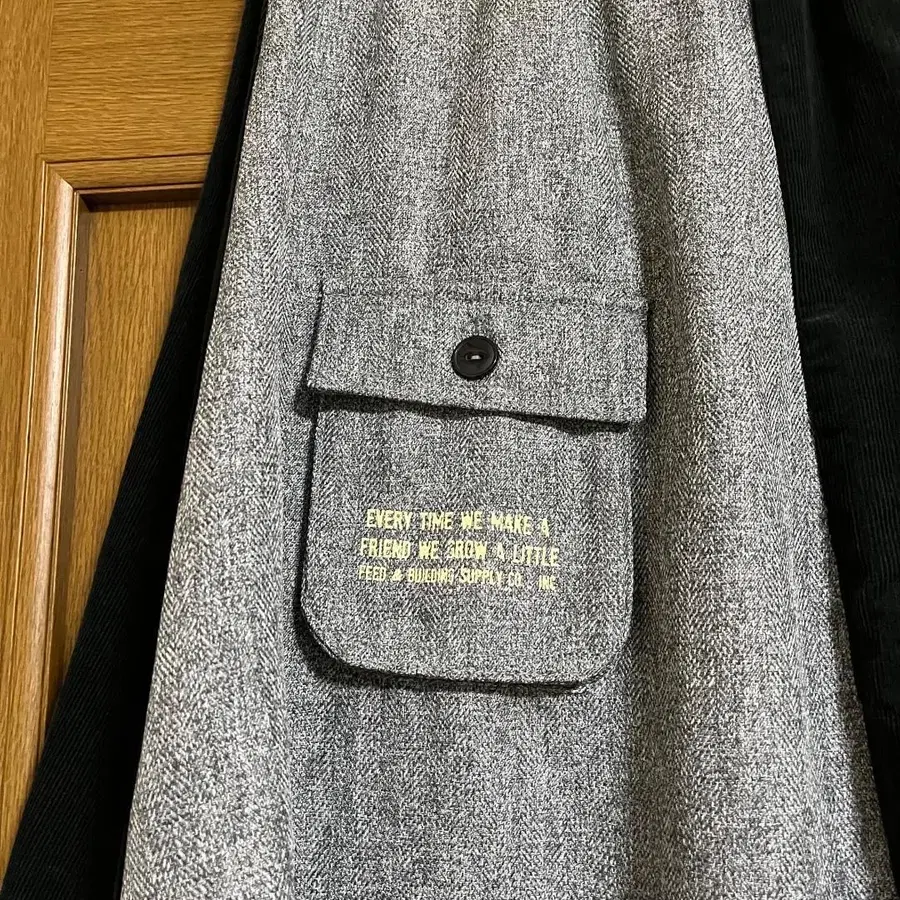 EVERY TIME WE MAKE A
FRIEND WE GROW A LITTLE
FEED & BUILDING SUPPLY CO. INC